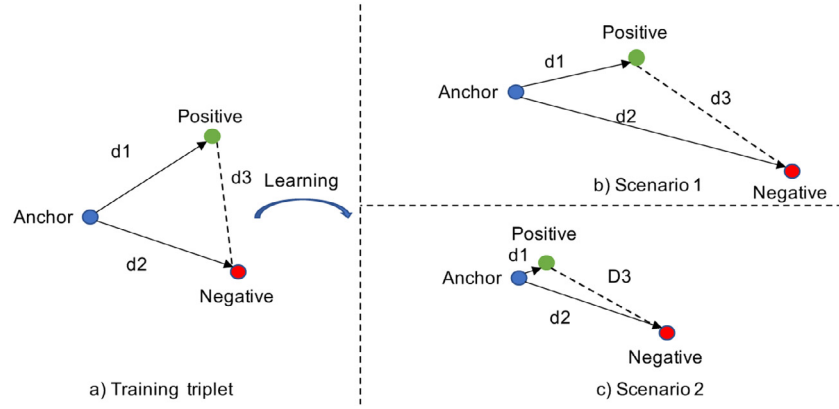 Positive
d1
d3
Learning
Anchor
d2
Negative
a) Training triplet
Positive
d1
Anchor
d2
d3
b) Scenario 1
Negative
Positive
d1
Anchor
D3
d2
Negative
c) Scenario 2